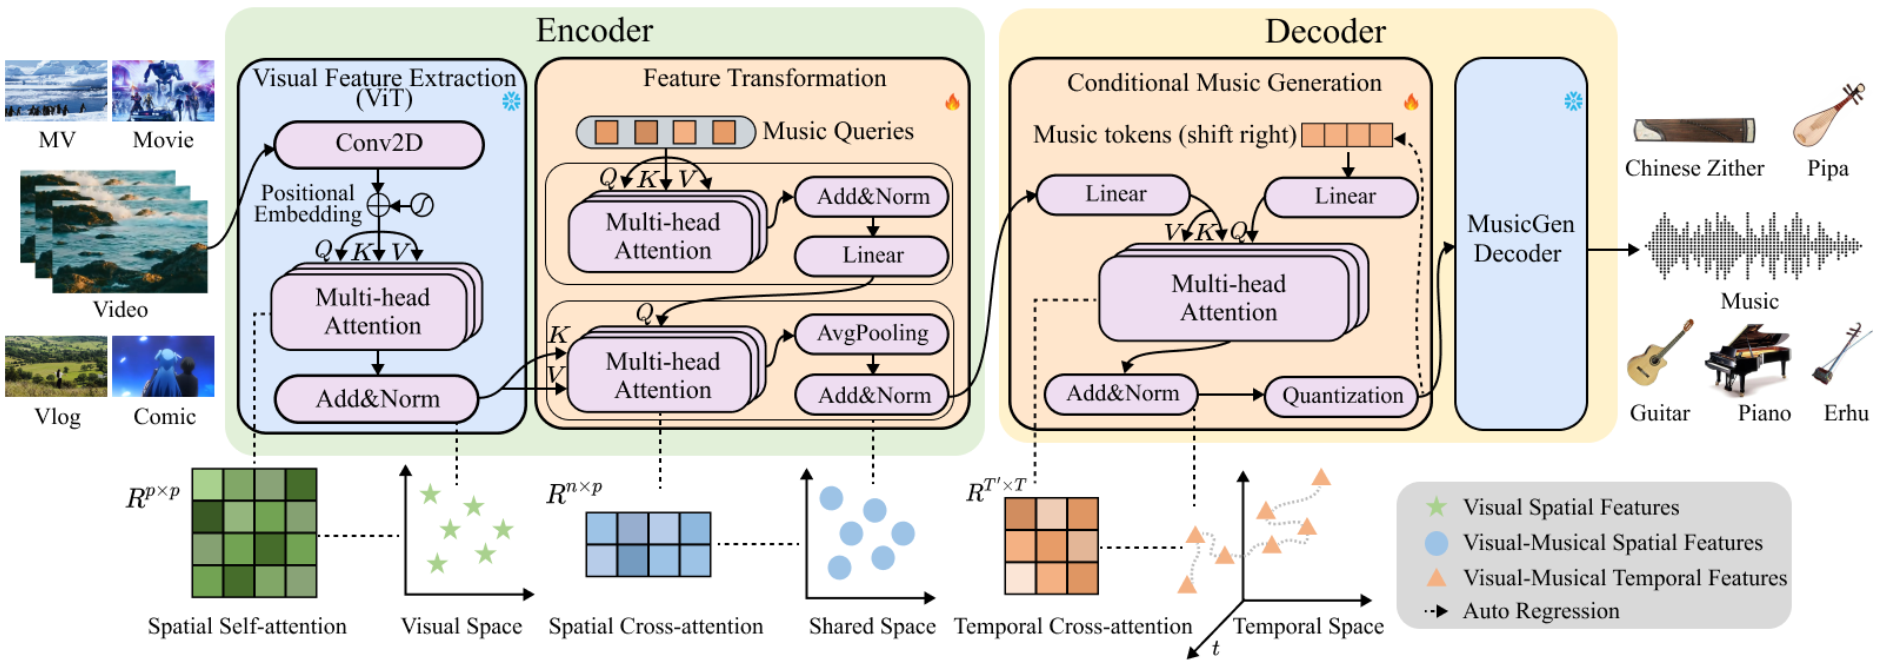 Encoder
Decoder
MV
Movie
Video
Vlog
Comic
Visual Feature Extraction
(ViT)
Conv2D
Positional
Embedding
Q K V
Multi-head
Attention
Add&Norm
Feature Transformation
Music Queries
Q K V
Multi-head
Attention
Add&Norm
Linear
Q
K
V
Multi-head
Attention
AvgPooling
Add&Norm
Conditional Music Generation
Music tokens (shift right)
Linear
Linear
V K Q
Multi-head
Attention
Add&Norm
Quantization
MusicGen
Decoder
Chinese Zither
Pipa
Music
Guitar
Piano
Erhu
R^{p×p}
Spatial Self-attention
Visual Space
R^{n×p}
Spatial Cross-attention
Shared Space
R^{T'×T}
Temporal Cross-attention
t
Temporal Space
Visual Spatial Features
Visual-Musical Spatial Features
Visual-Musical Temporal Features
Auto Regression